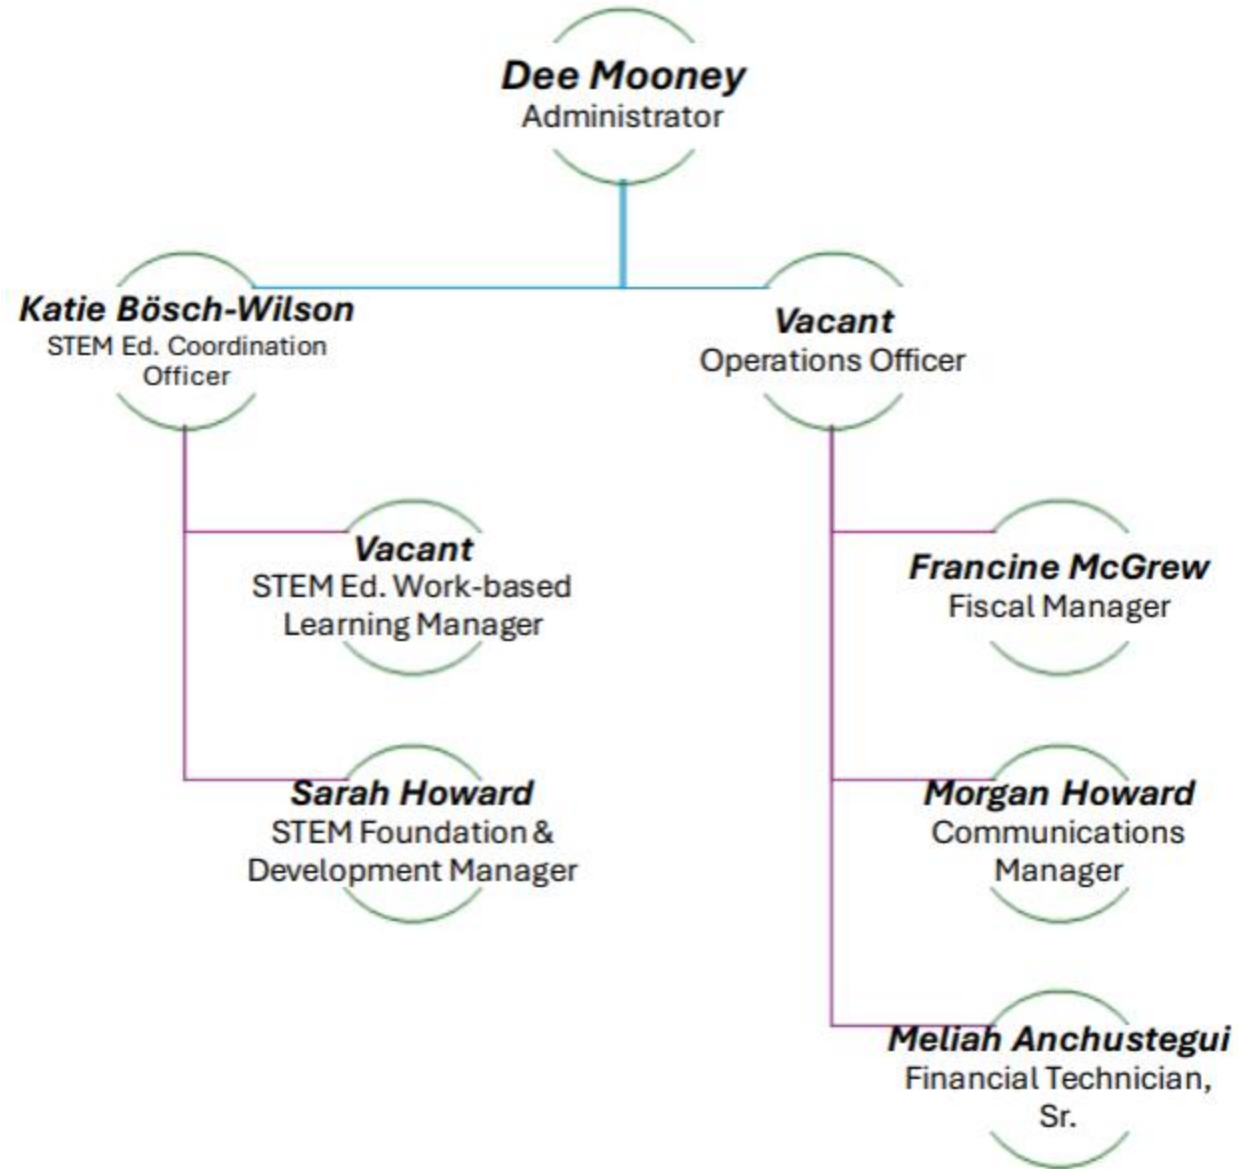 Dee Mooney
Administrator
Katie Bösch-Wilson
STEM Ed. Coordination
Officer
Vacant
Operations Officer
Vacant
STEM Ed. Work-based
Learning Manager
Sarah Howard
STEM Foundation &
Development Manager
Francine McGrew
Fiscal Manager
Morgan Howard
Communications
Manager
Meliah Anchustegui
Financial Technician,
Sr.